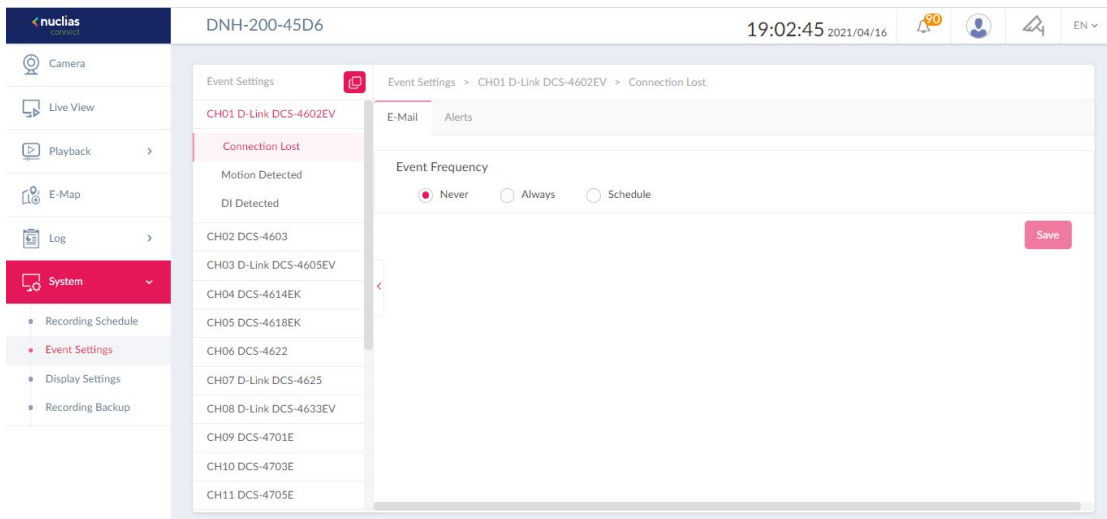 nuclias
connect
DNH-200-45D6
19:02:45 2021/04/16
90
EN
Camera
Live View
Playback
E-Map
Log
System
Recording Schedule
Event Settings
Display Settings
Recording Backup
Event Settings
CH01 D-Link DCS-4602EV
Connection Lost
Motion Detected
DI Detected
CH02 DCS-4603
CH03 D-Link DCS-4605EV
CH04 DCS-4614EK
CH05 DCS-4618EK
CH06 DCS-4622
CH07 D-Link DCS-4625
CH08 D-Link DCS-4633EV
CH09 DCS-4701E
CH10 DCS-4703E
CH11 DCS-4705E
Event Settings > CH01 D-Link DCS-4602EV > Connection Lost
E-Mail Alerts
Event Frequency
Never Always Schedule
Save